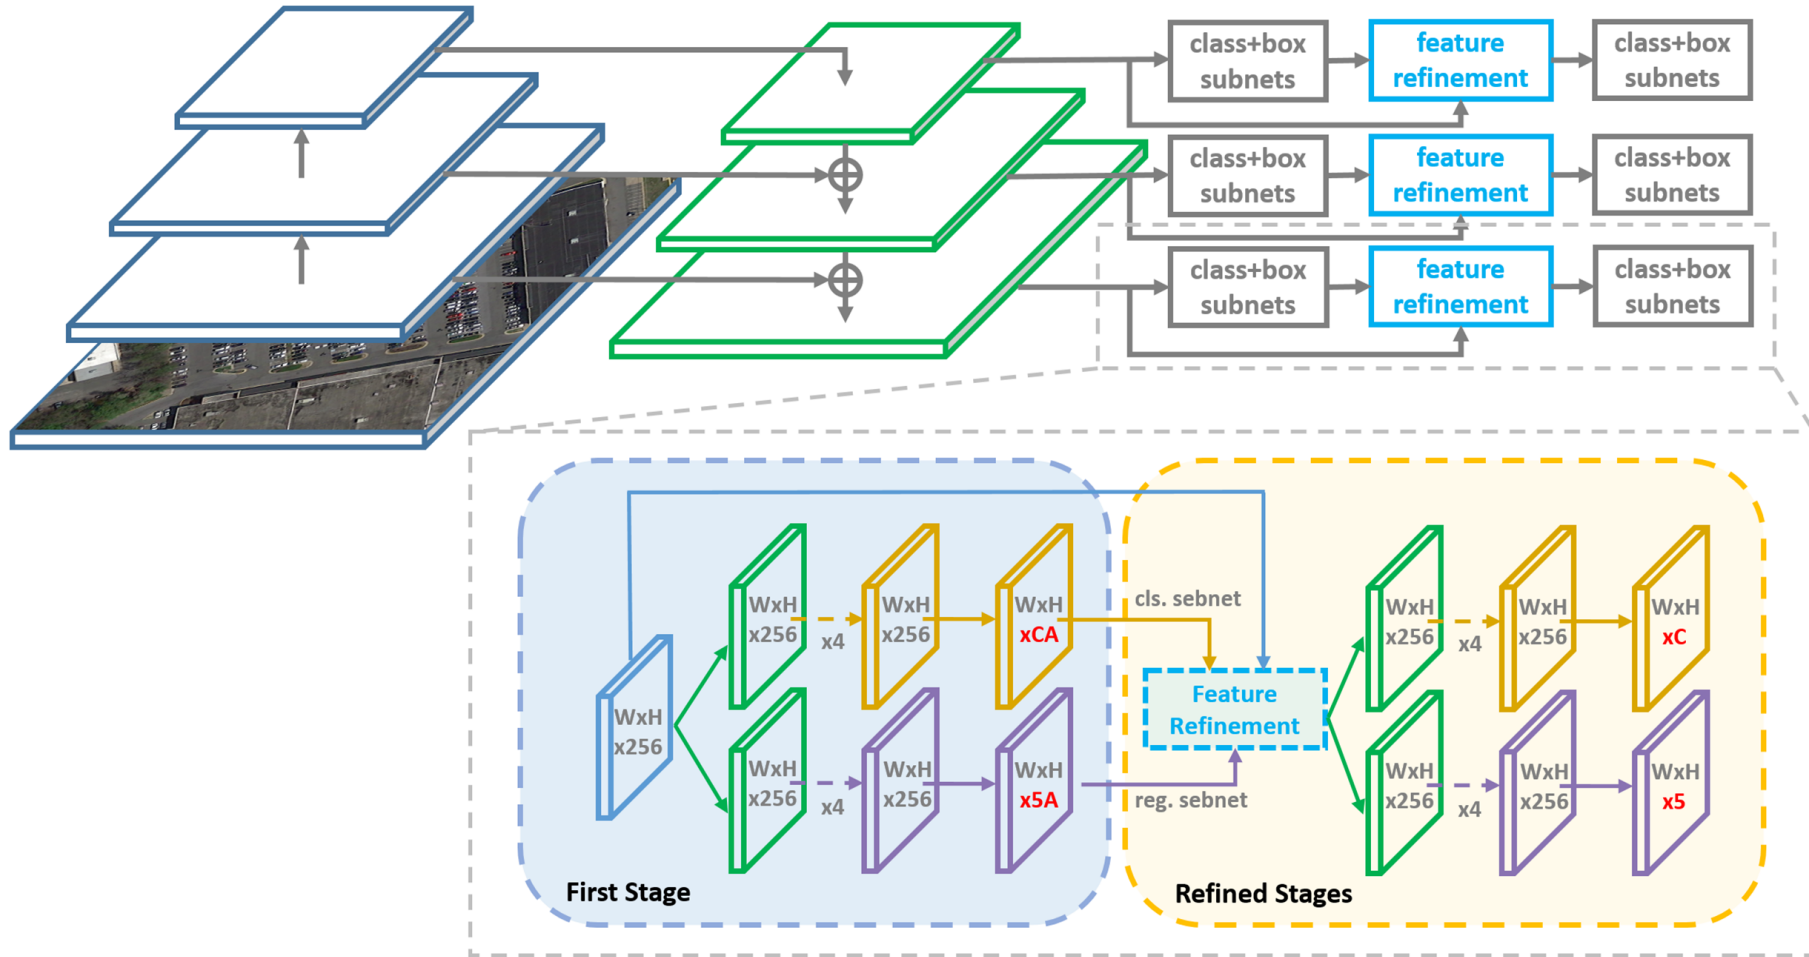 class+box
subnets
feature
refinement
class+box
subnets
class+box
subnets
feature
refinement
class+box
subnets
class+box
subnets
feature
refinement
class+box
subnets
WxH
x256
WxH
x256
x4
WxH
x256
WxH
xCA
cls. sebnet
WxH
x256
x4
WxH
x256
WxH
x5A
reg. sebnet
Feature
Refinement
WxH
x256
x4
WxH
x256
WxH
xC
WxH
x256
x4
WxH
x256
WxH
x5
First Stage
Refined Stages